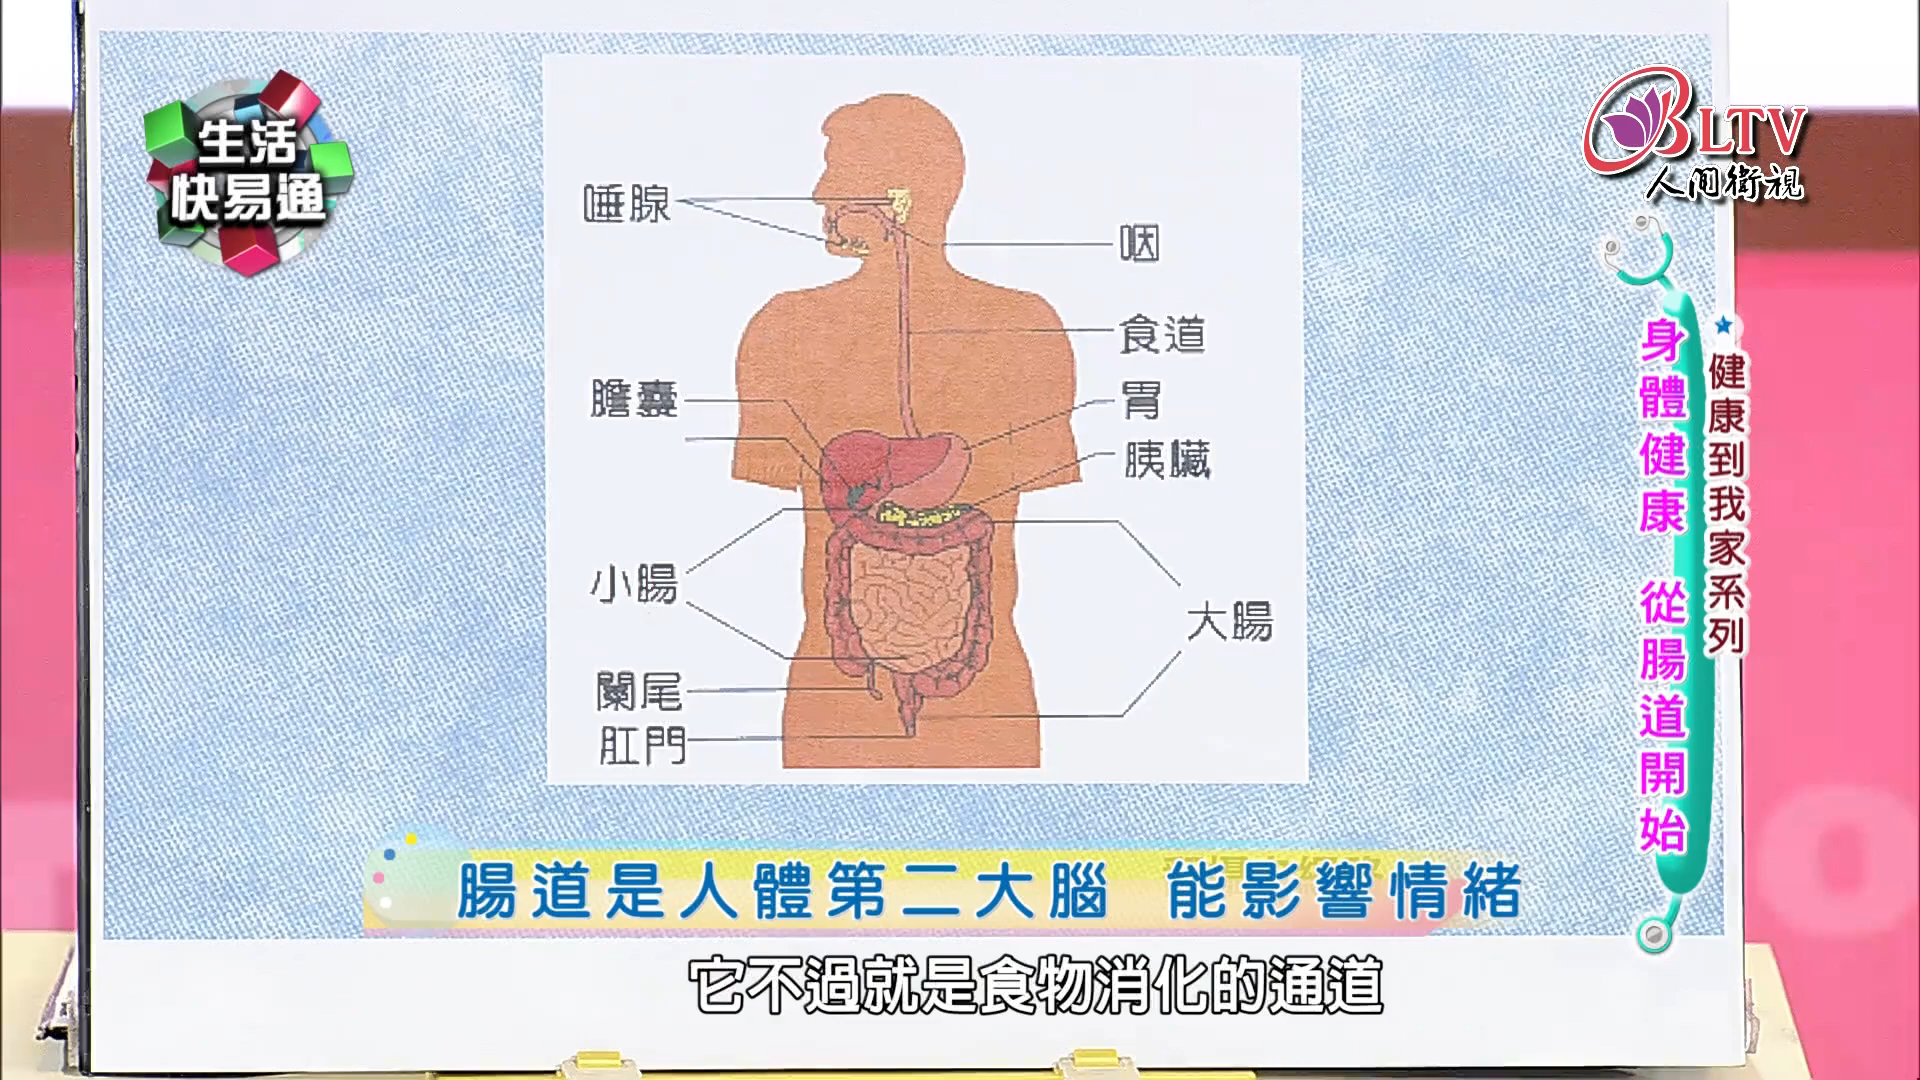 生活
快易通
BLTV
人間衛視
唾腺
咽
食道
膽囊
胃
胰臟
小腸
大腸
闌尾
肛門
健康到我家系列
身體健康 從腸道開始
腸道是人體第二大腦 能影響情緒
它不過就是食物消化的通道